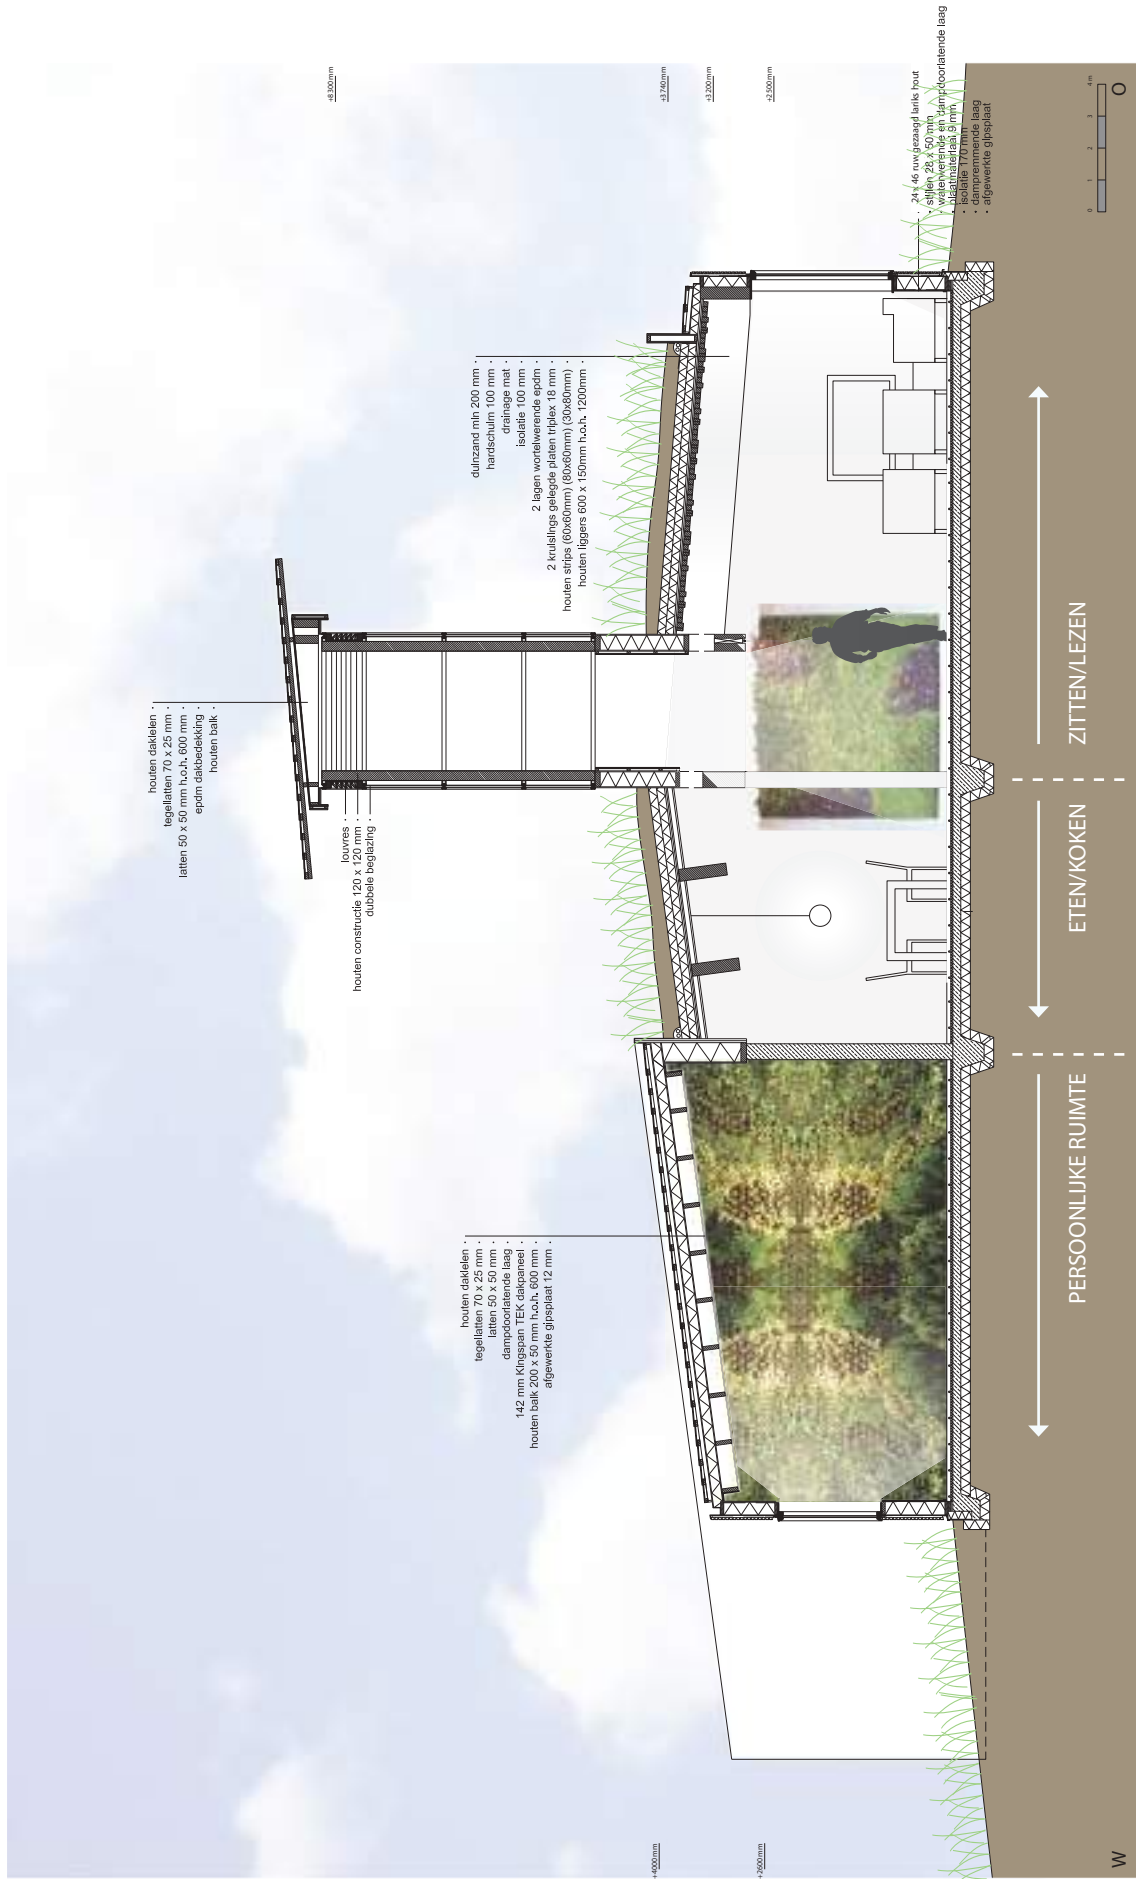 +8300mm
+3740mm
+3200mm
+2500mm
houten daklelen
tegellatten 70 x 25 mm
latten 50 x 50 mm h.o.h. 600 mm
epdm dakbedekking
houten balk
louvres
houten constructie 120 x 120 mm
dubbele beglazing
duinzand min 200 mm
hardschuim 100 mm
drainage mat
isolatie 100 mm
2 lagen wortelwerende epdm
2 kruislings gelegde platen triplex 18 mm
houten strips (60x60mm) (80x60mm) (30x80mm)
houten liggers 600 x 150mm h.o.h. 1200mm
24 x 46 ruw gezaagd lariks hout
stijlen 28 x 50 mm
waterwerende en dampdoorlatende laag
plaatmateriaal 9 mm
isolatie 170 mm
dampremmende laag
afgewerkte gipsplaat
houten daklelen
tegellatten 70 x 25 mm
latten 50 x 50 mm
dampdoorlatende laag
142 mm Kingspan TEK dakpaneel
houten balk 200 x 50 mm h.o.h. 600 mm
afgewerkte gipsplaat 12 mm
+4000mm
+2600mm
PERSOONLIJKE RUIMTE
ETEN/KOKEN
ZITTEN/LEZEN
0 1 2 3 4 m
W
O